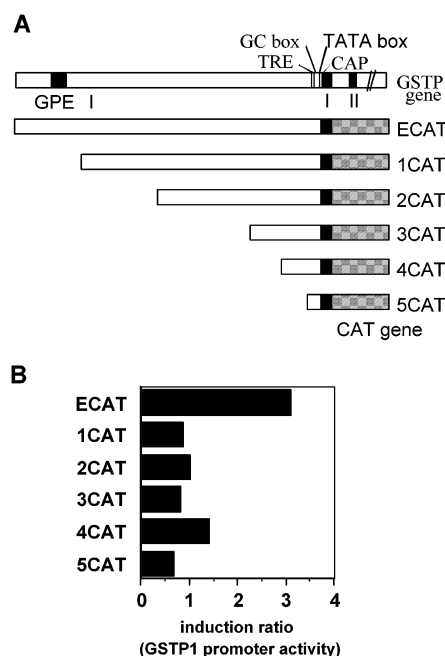 A
GC box TATA box
TRE CAP
GPE I I II GSTP
gene
ECAT
1CAT
2CAT
3CAT
4CAT
5CAT
CAT gene
B
ECAT
1CAT
2CAT
3CAT
4CAT
5CAT
0 1 2 3 4
induction ratio
(GSTP1 promoter activity)